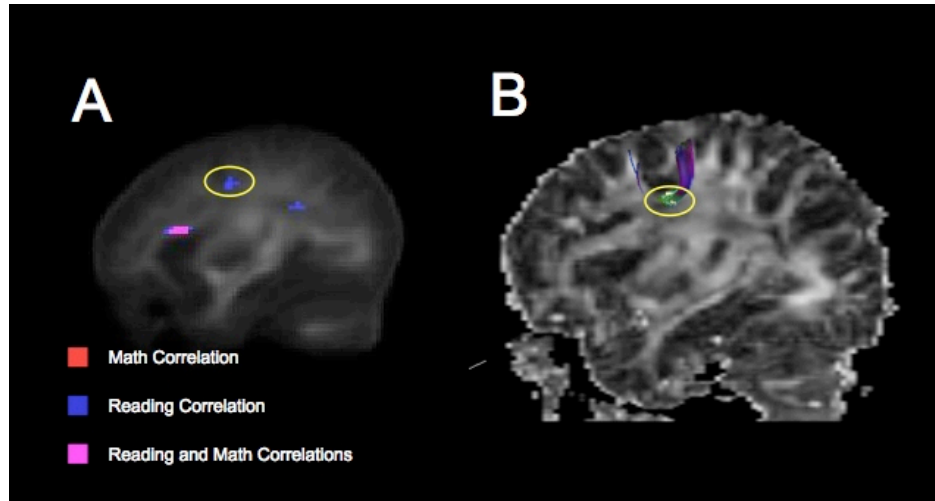 A
B
Math Correlation
Reading Correlation
Reading and Math Correlations